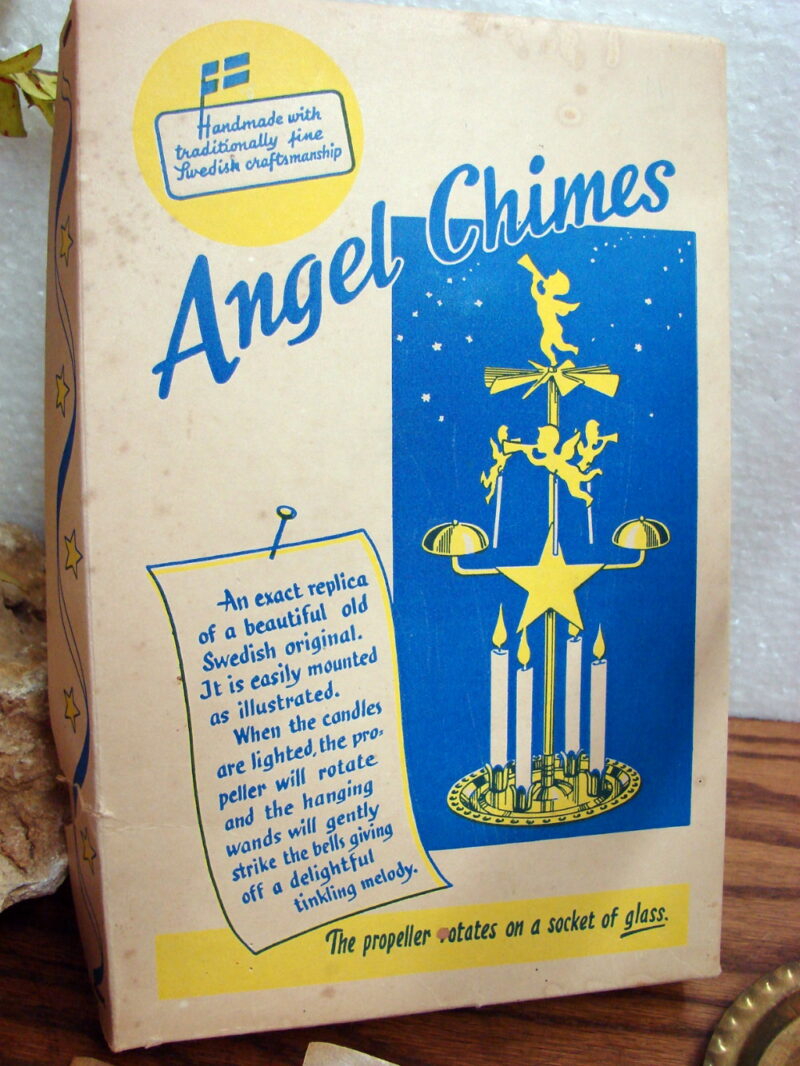 Handmade with
traditionally fine
Swedish craftsmanship
Angel Chimes
An exact replica
of a beautiful old
Swedish original.
It is easily mounted
as illustrated.
When the candles
are lighted, the pro-
peller will rotate
and the hanging
wands will gently
strike the bells giving
off a delightful
tinkling melody.
The propeller rotates on a socket of glass.